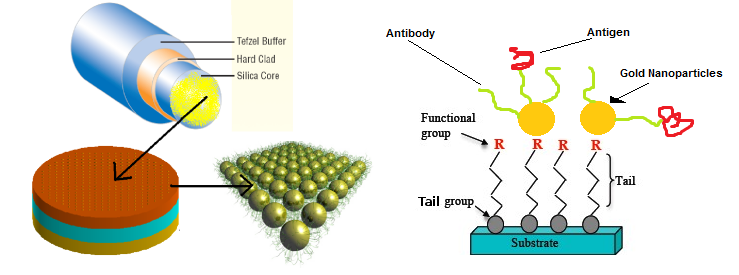 Tefzel Buffer
Hard Clad
Silica Core
Antibody
Antigen
Gold Nanoparticles
Functional
group
R R R R
Tail
Tail group
Substrate